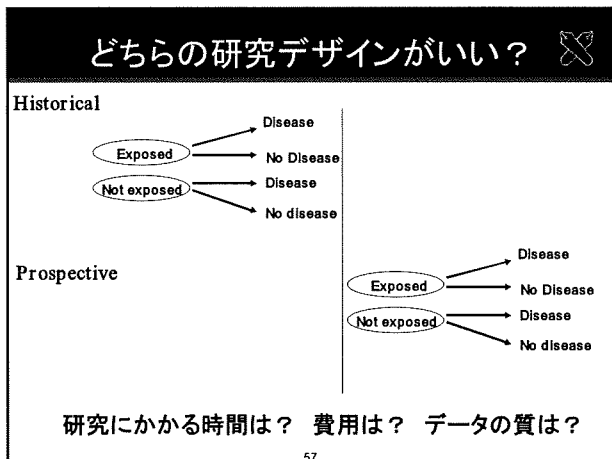 どちらの研究デザインがいい？
Historical
Disease
Exposed
No Disease
Not exposed
Disease
No disease
Prospective
Disease
Exposed
No Disease
Not exposed
Disease
No disease
研究にかかる時間は？ 費用は？ データの質は？
57